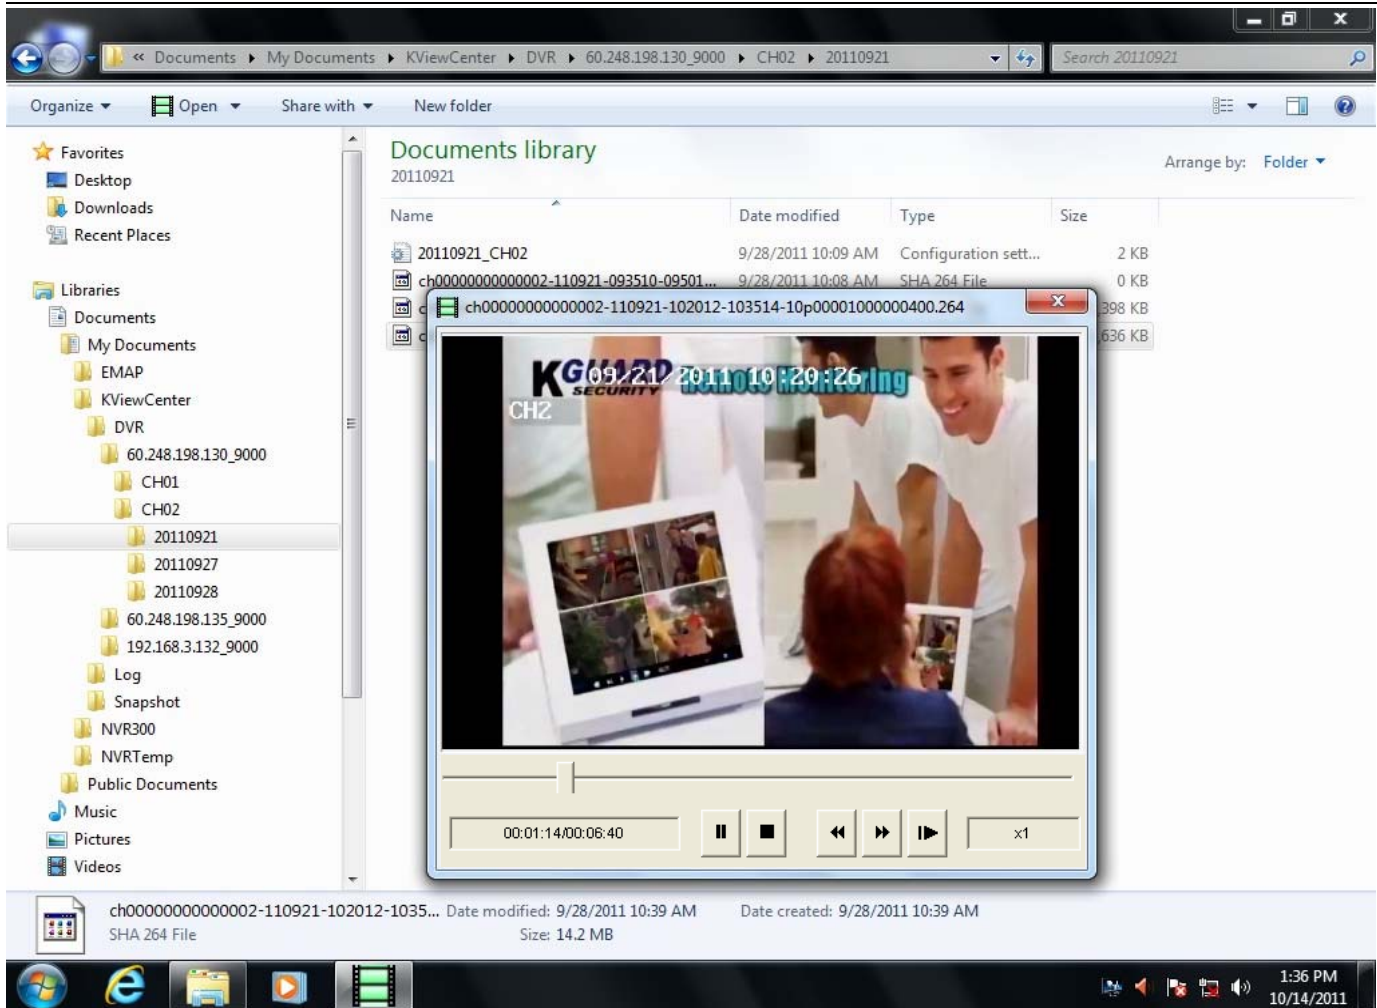 « Documents ▸ My Documents ▸ KViewCenter ▸ DVR ▸ 60.248.198.130_9000 ▸ CH02 ▸ 20110921
Search 20110921
Organize Open Share with New folder
Favorites
Desktop
Downloads
Recent Places
Libraries
Documents
My Documents
EMAP
KViewCenter
DVR
60.248.198.130_9000
CH01
CH02
20110921
20110927
20110928
60.248.198.135_9000
192.168.3.132_9000
Log
Snapshot
NVR300
NVRTemp
Public Documents
Music
Pictures
Videos
Documents library
20110921
Arrange by: Folder
Name Date modified Type Size
20110921_CH02 9/28/2011 10:09 AM Configuration sett... 2 KB
ch00000000000002-110921-093510-09501... 9/28/2011 10:08 AM SHA 264 File 0 KB
c 398 KB
c 636 KB
ch00000000000002-110921-102012-103514-10p00001000000400.264
KGUARD
SECURITY
Remote Monitoring
09/21/2011 10:20:26
CH2
00:01:14/00:06:40
x1
ch00000000000002-110921-102012-1035... Date modified: 9/28/2011 10:39 AM Date created: 9/28/2011 10:39 AM
SHA 264 File Size: 14.2 MB
1:36 PM
10/14/2011